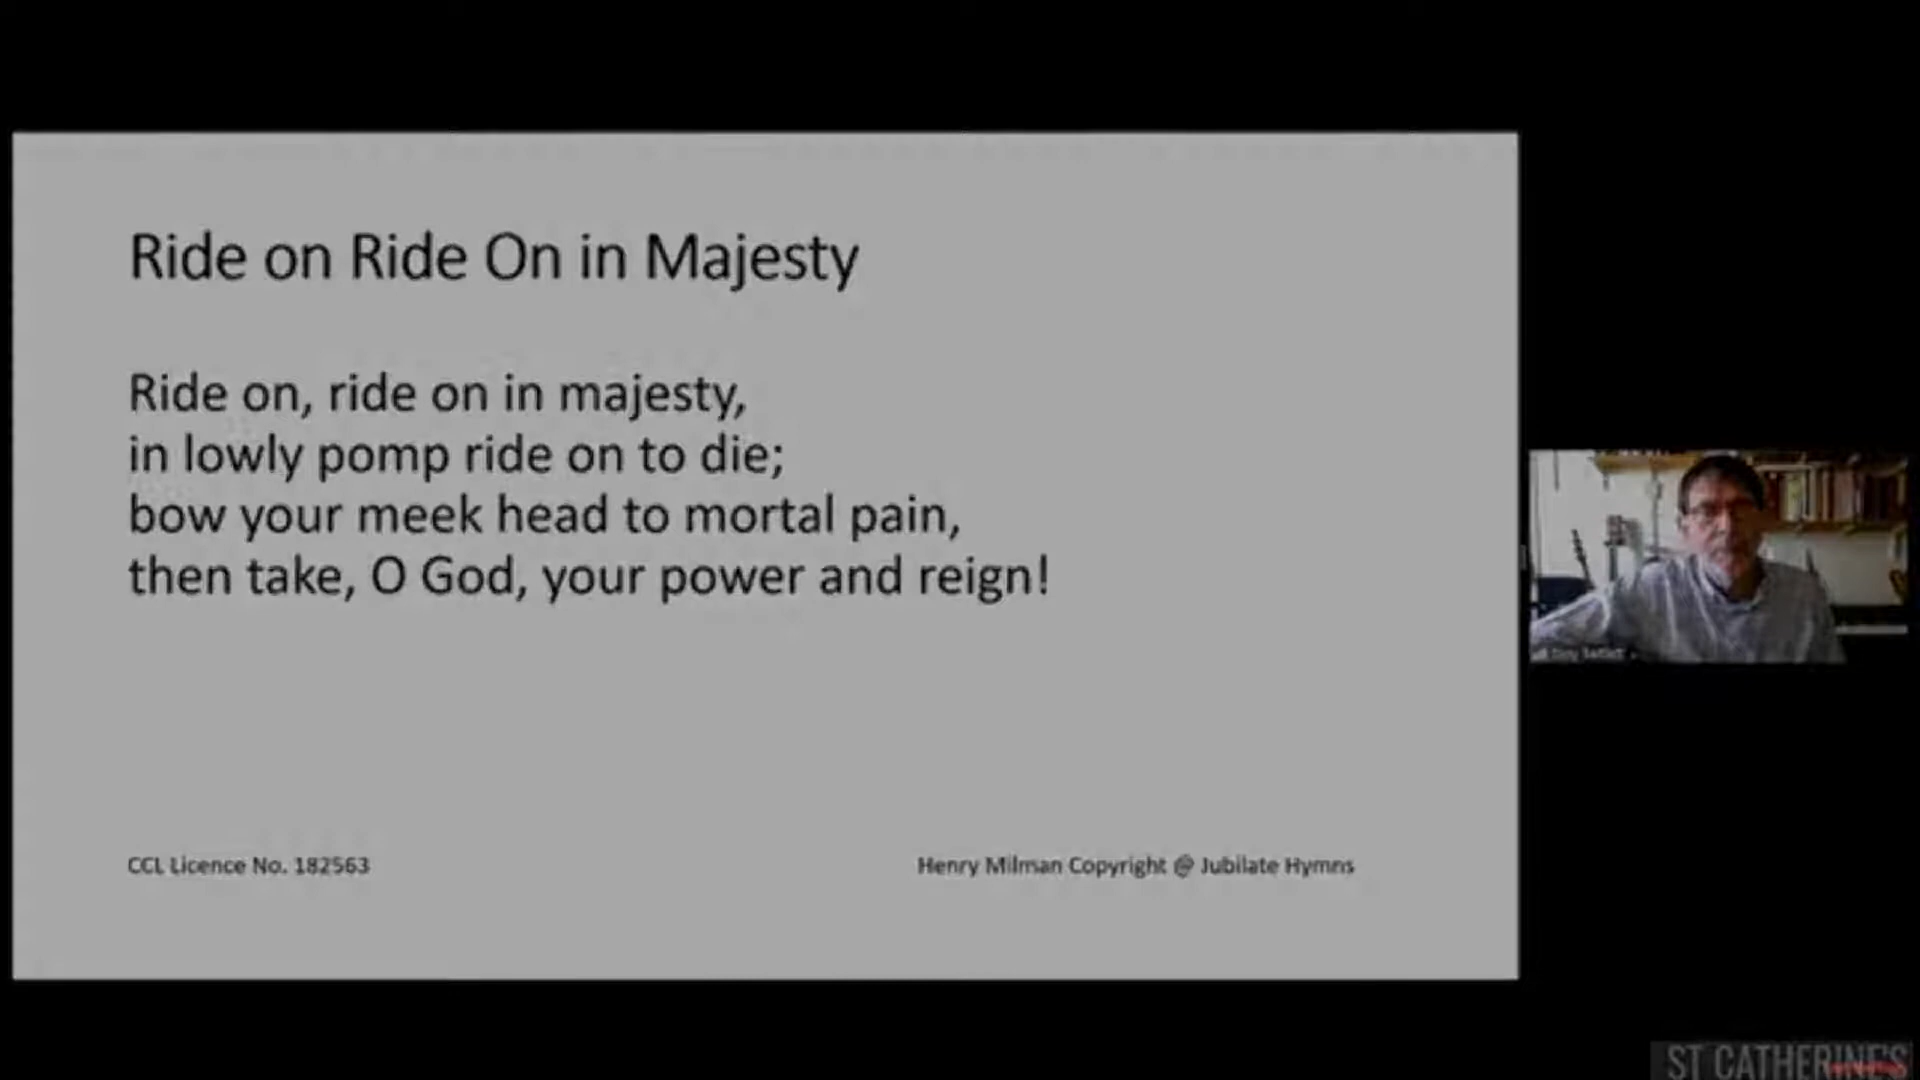 Ride on Ride On in Majesty
Ride on, ride on in majesty,
in lowly pomp ride on to die;
bow your meek head to mortal pain,
then take, O God, your power and reign!
CCL Licence No. 182563
Henry Milman Copyright @ Jubilate Hymns
ST CATHERINE'S